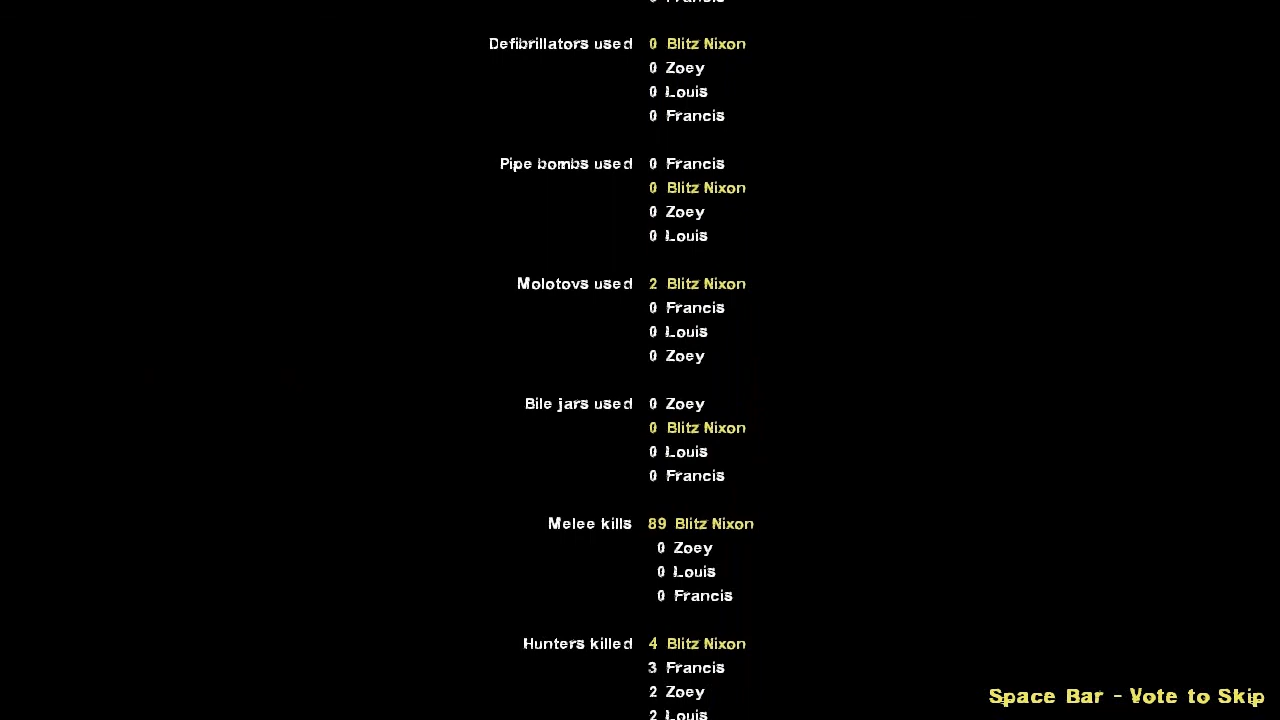 Francis
Defibrillators used 0 Blitz Nixon
0 Zoey
0 Louis
0 Francis
Pipe bombs used 0 Francis
0 Blitz Nixon
0 Zoey
0 Louis
Molotovs used 2 Blitz Nixon
0 Francis
0 Louis
0 Zoey
Bile jars used 0 Zoey
0 Blitz Nixon
0 Louis
0 Francis
Melee kills 89 Blitz Nixon
0 Zoey
0 Louis
0 Francis
Hunters killed 4 Blitz Nixon
3 Francis
2 Zoey
2 Louis
Space Bar - Vote to Skip